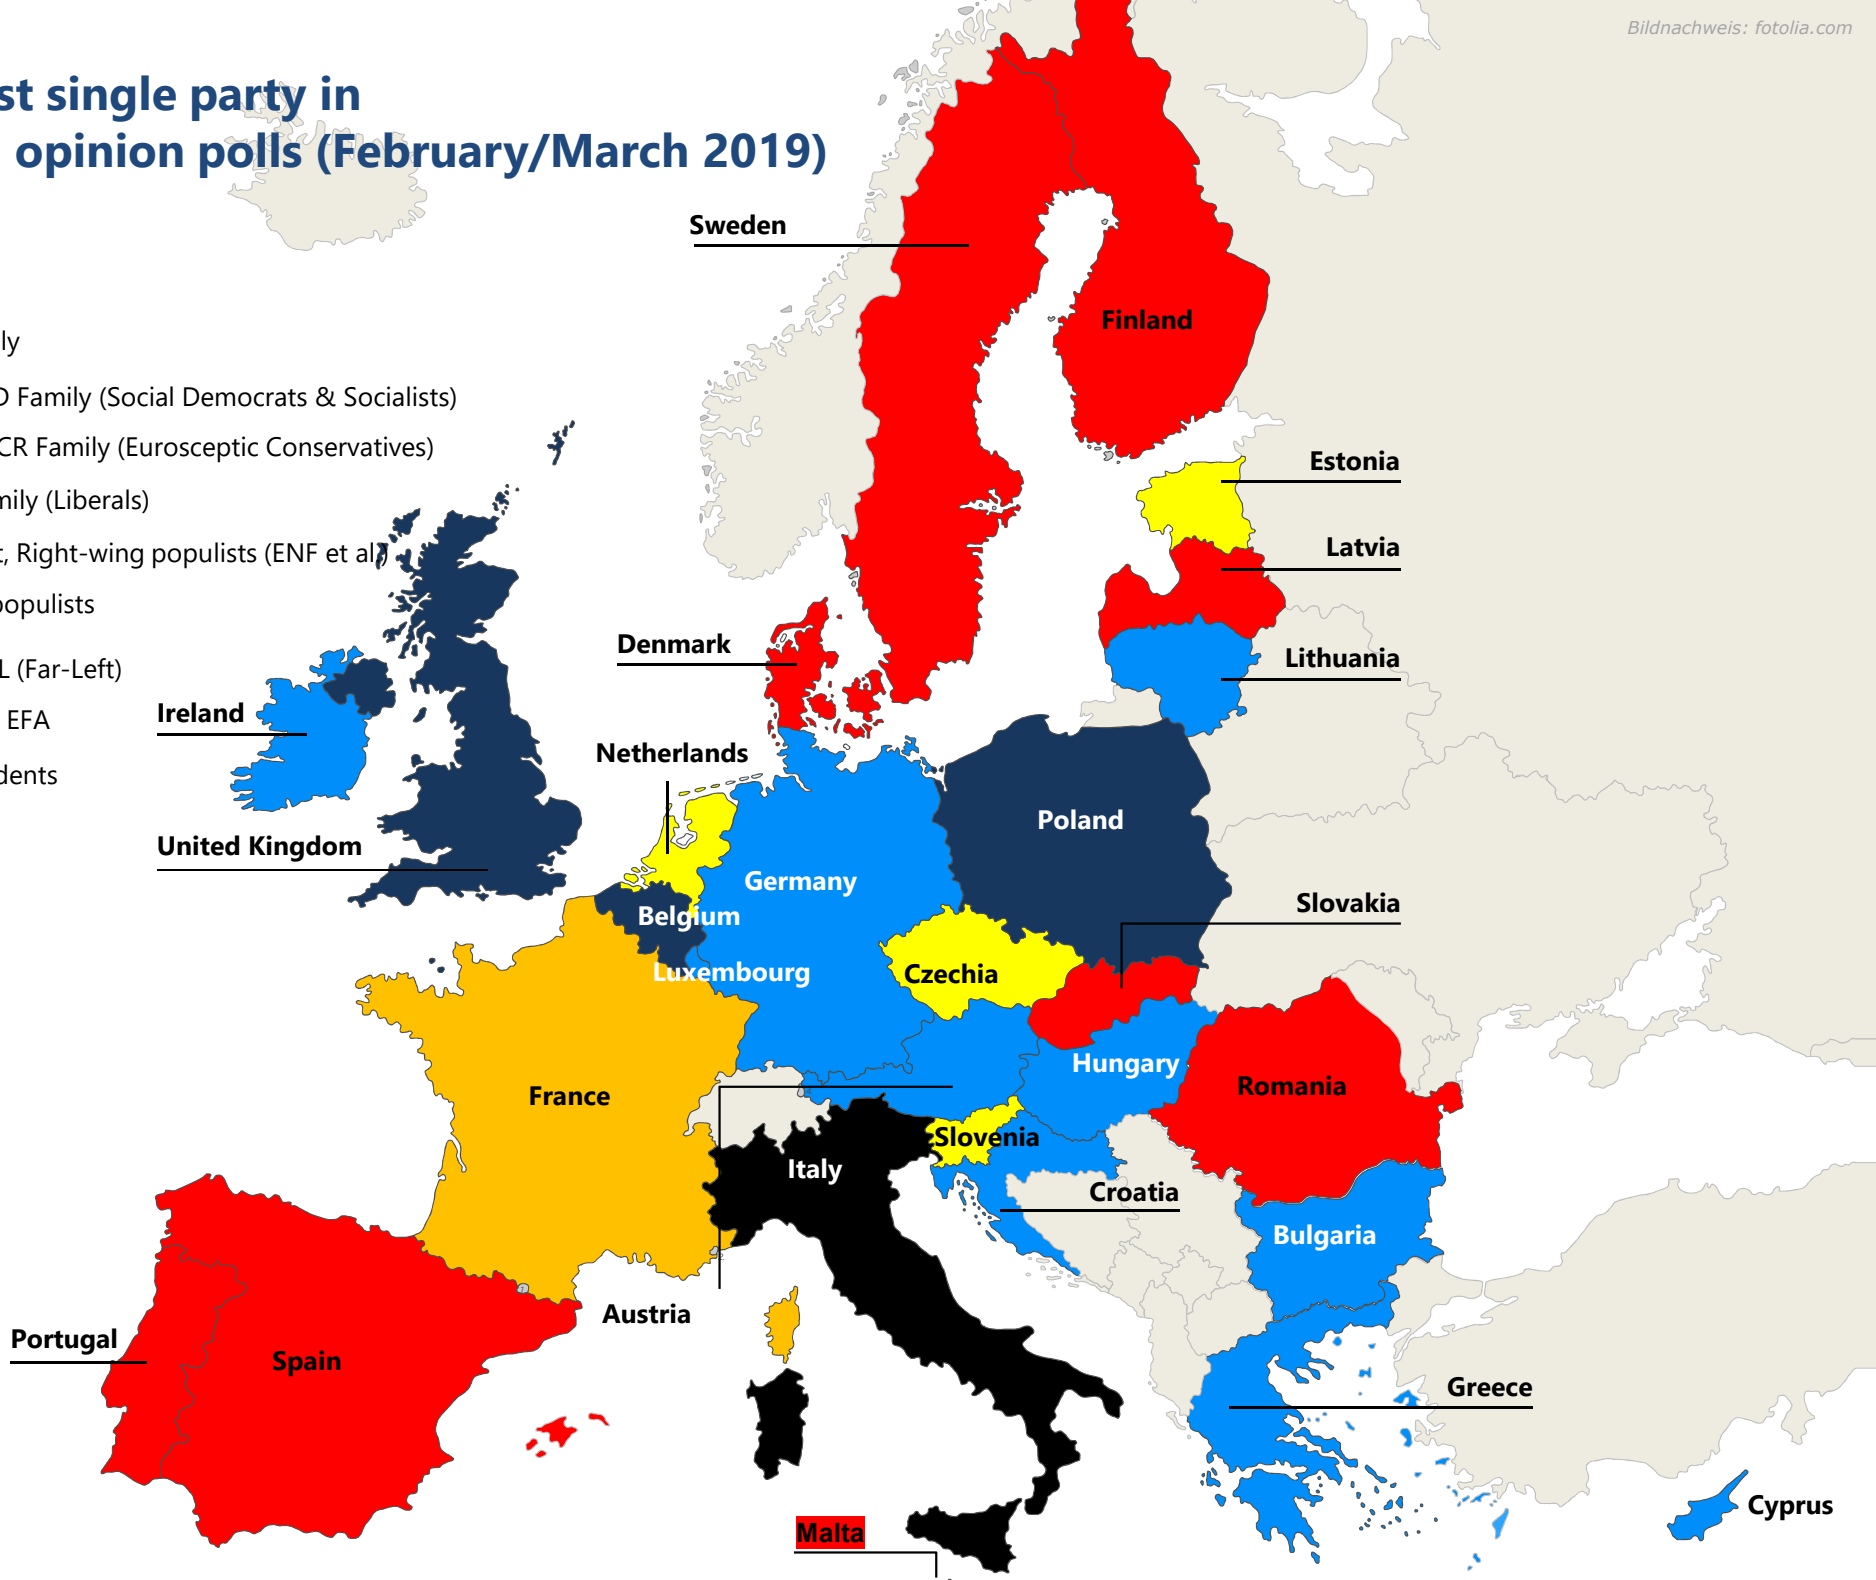 Bildnachweis: fotolia.com
st single party in
opinion polls (February/March 2019)
ly
D Family (Social Democrats & Socialists)
CR Family (Eurosceptic Conservatives)
mily (Liberals)
t, Right-wing populists (ENF et al.)
populists
L (Far-Left)
EFA
dents
Sweden
Finland
Estonia
Latvia
Lithuania
Denmark
Ireland
Netherlands
United Kingdom
Poland
Germany
Belgium
Slovakia
Luxembourg
Czechia
Hungary
Romania
France
Slovenia
Italy
Croatia
Bulgaria
Austria
Portugal
Spain
Greece
Cyprus
Malta